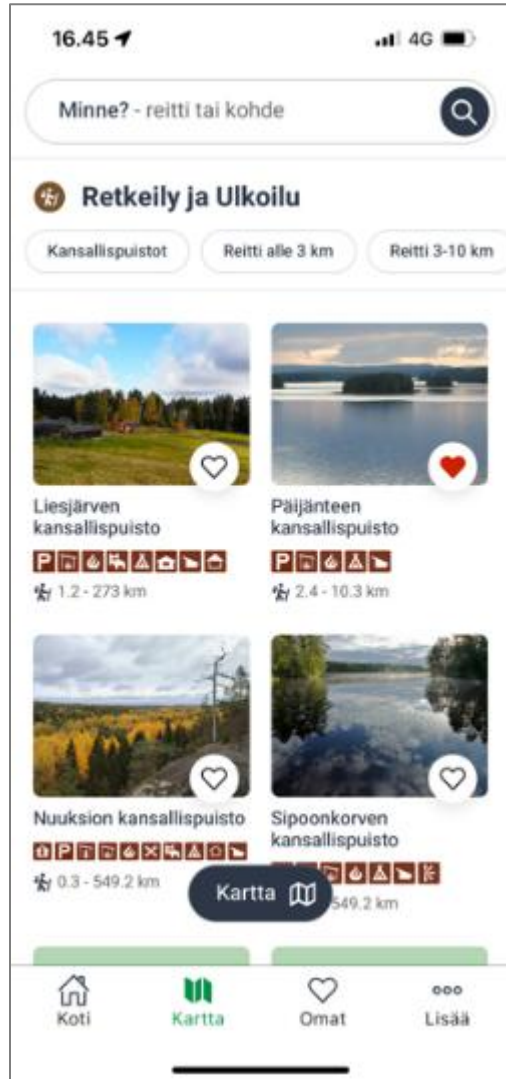 16.45
4G
Minne? - reitti tai kohde
Retkeily ja Ulkoilu
Kansallispuistot
Reitti alle 3 km
Reitti 3-10 km
Liesjärven
kansallispuisto
P
1.2 - 273 km
Päijänteen
kansallispuisto
P
2.4 - 10.3 km
Nuuksion kansallispuisto
P
0.3 - 549.2 km
Sipoonkorven
kansallispuisto
549.2 km
Kartta
Koti
Kartta
Omat
Lisää